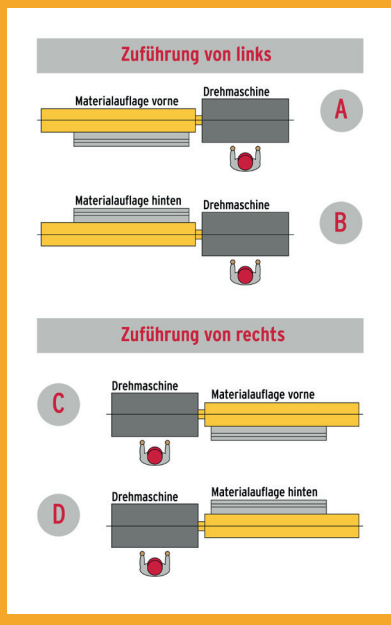 Zuführung von links
Materialauflage vorne
Drehmaschine
A
Materialauflage hinten
Drehmaschine
B
Zuführung von rechts
C
Drehmaschine
Materialauflage vorne
D
Drehmaschine
Materialauflage hinten